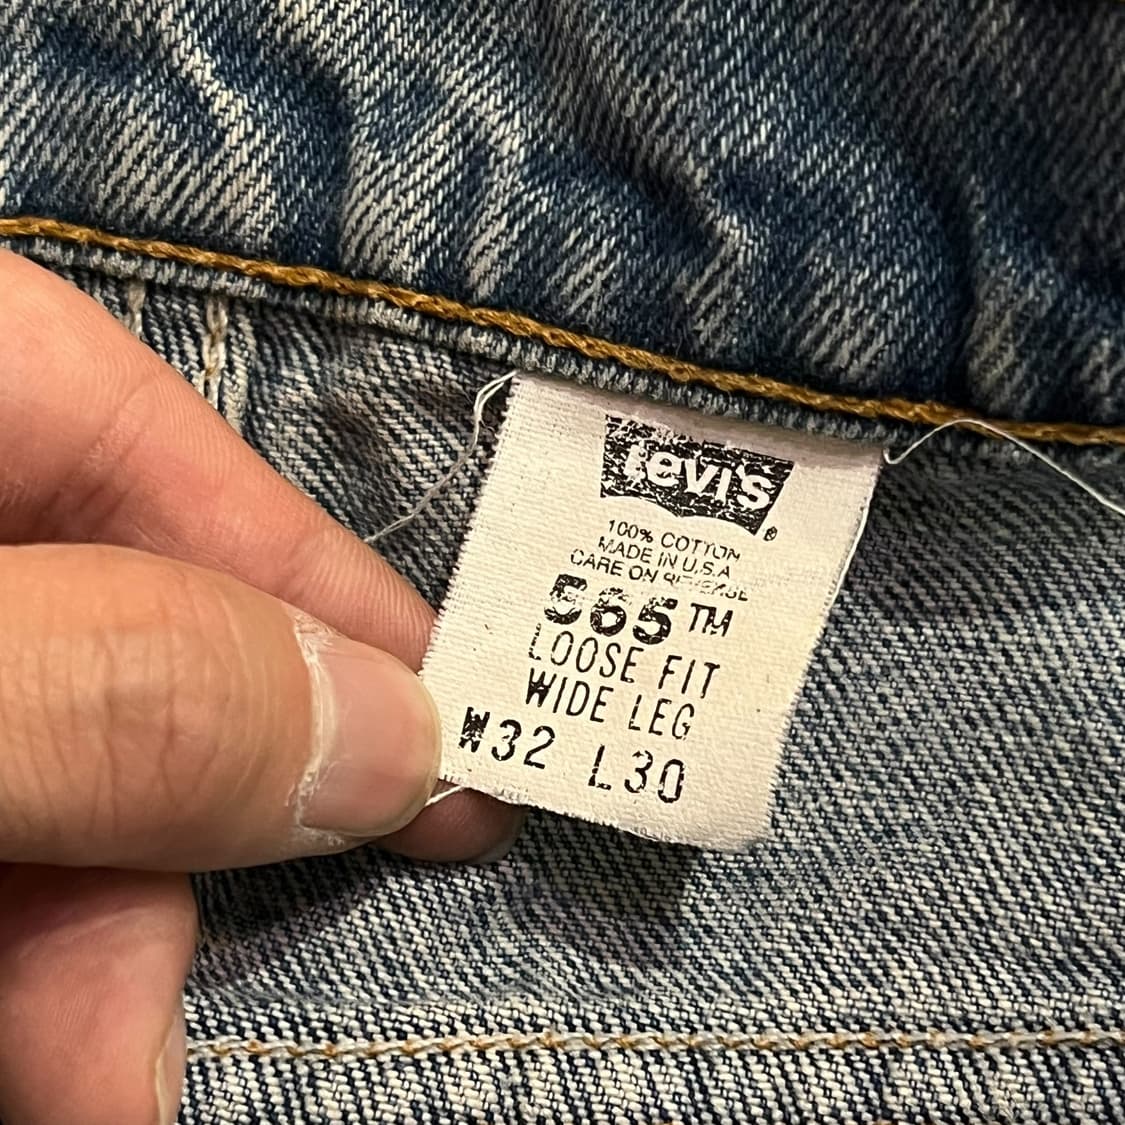 Levi's ®
100% COTTON
MADE IN U.S.A
CARE ON REVERSE
565™
LOOSE FIT
WIDE LEG
W32 L30